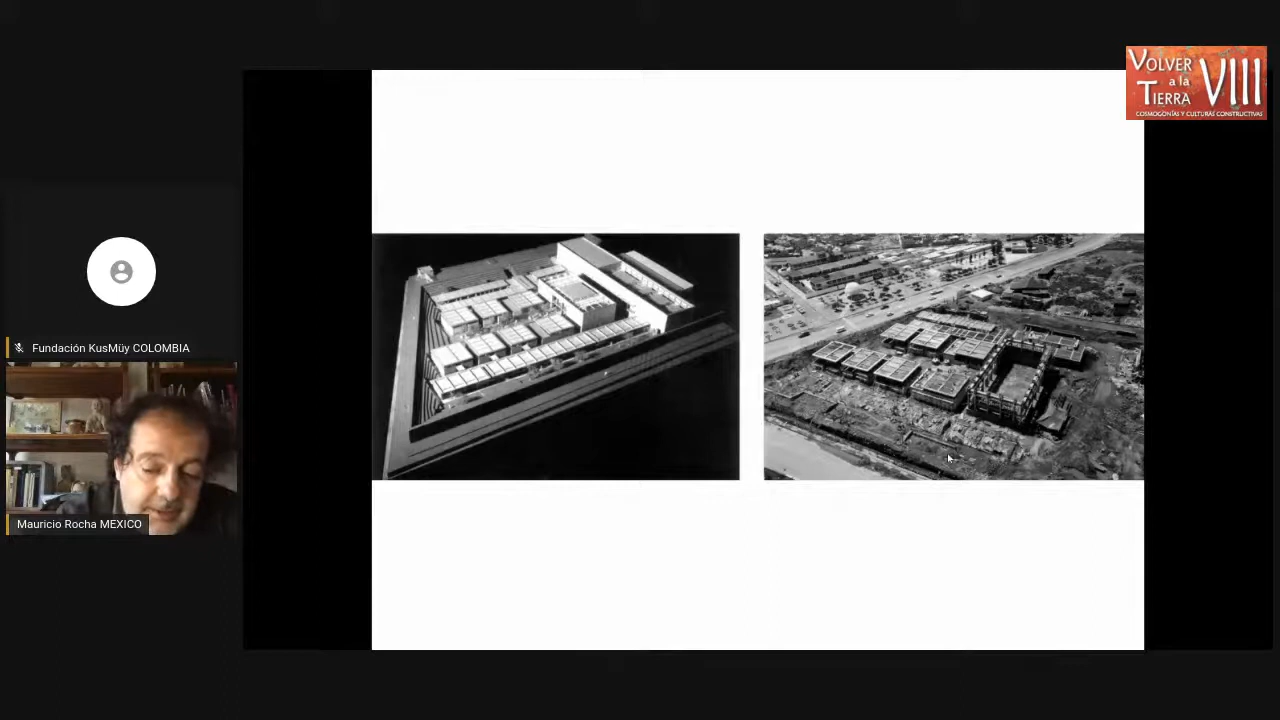 VOLVER
a la
TIERRA
VIII
COSMOGONÍAS Y CULTURAS CONSTRUCTIVAS
Fundación KusMüy COLOMBIA
Mauricio Rocha MEXICO